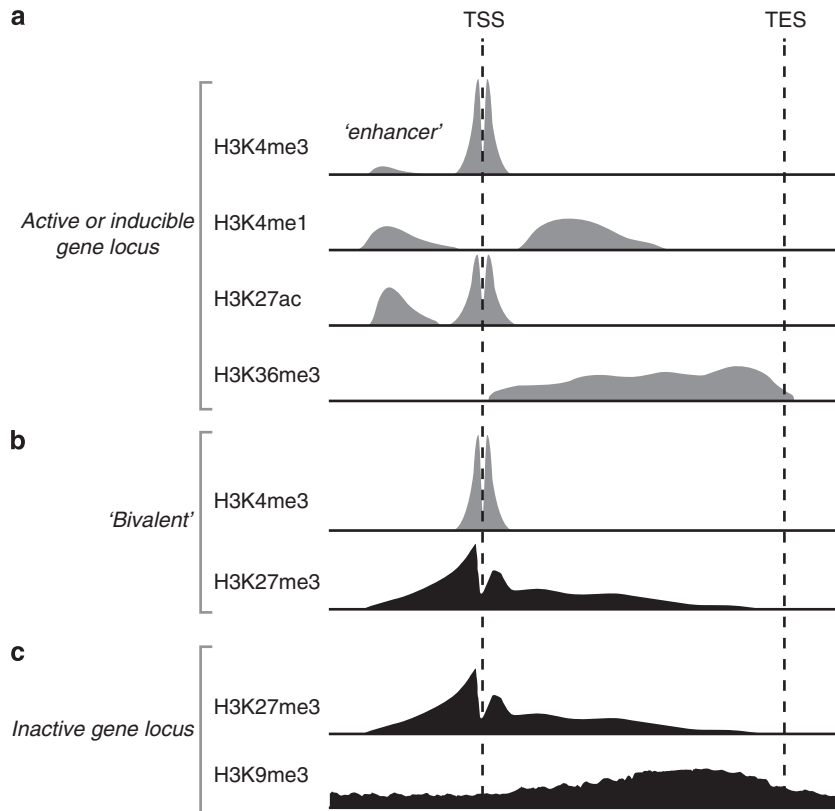 a
TSS
TES
H3K4me3
'enhancer'
H3K4me1
Active or inducible
gene locus
H3K27ac
H3K36me3
b
H3K4me3
'Bivalent'
H3K27me3
c
H3K27me3
Inactive gene locus
H3K9me3